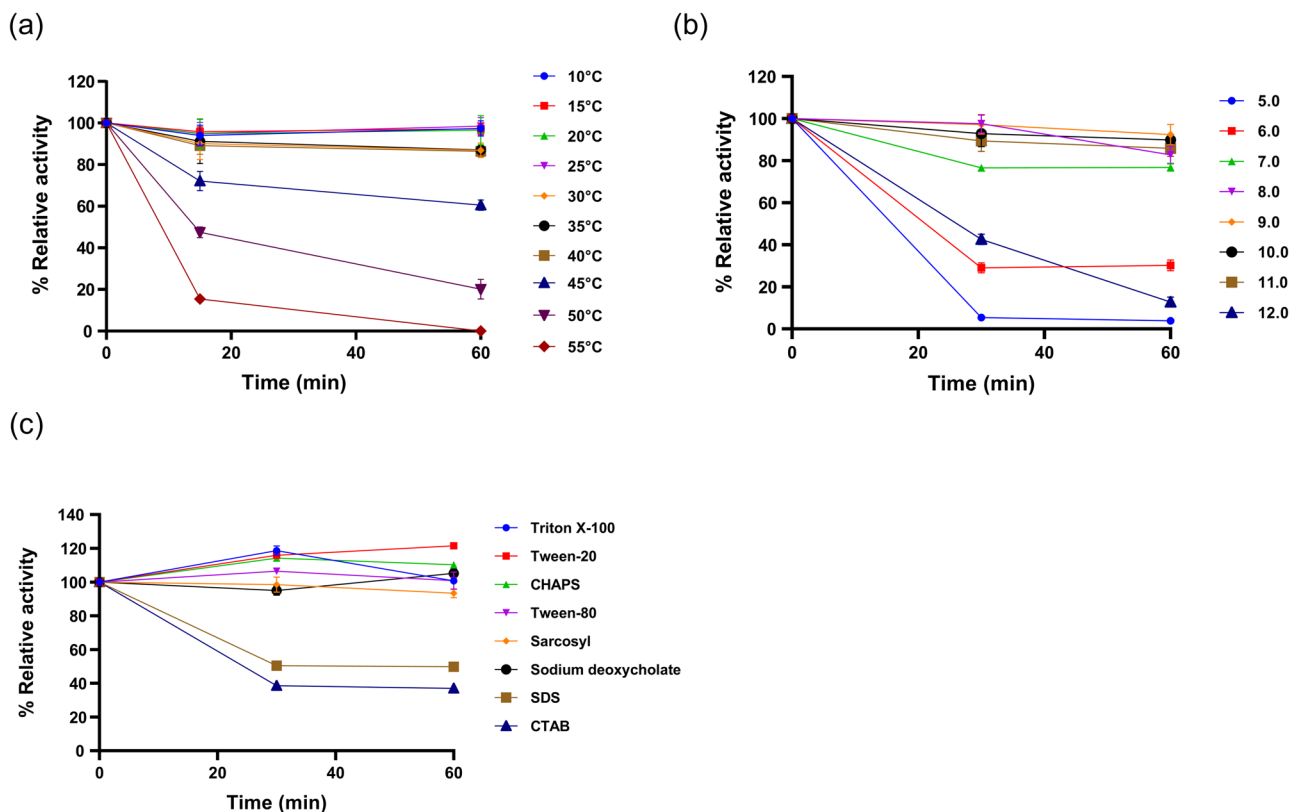 (a)
% Relative activity
120
100
80
60
40
20
0
0
20
40
60
Time (min)
10°C
15°C
20°C
25°C
30°C
35°C
40°C
45°C
50°C
55°C
(b)
% Relative activity
120
100
80
60
40
20
0
0
20
40
60
Time (min)
5.0
6.0
7.0
8.0
9.0
10.0
11.0
12.0
(c)
% Relative activity
140
120
100
80
60
40
20
0
0
20
40
60
Time (min)
Triton X-100
Tween-20
CHAPS
Tween-80
Sarcosyl
Sodium deoxycholate
SDS
CTAB